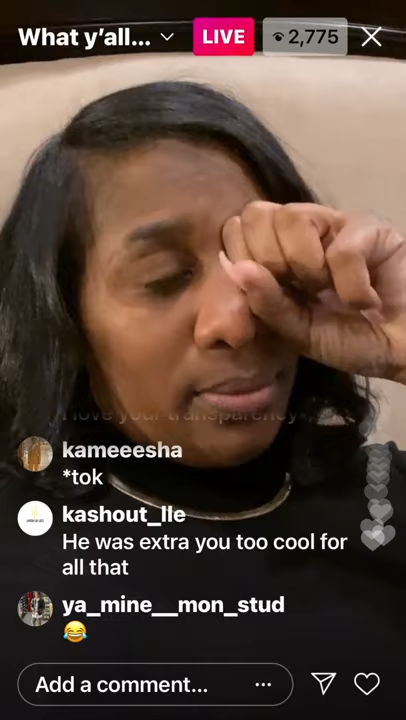 What y'all...
LIVE
2,775
I love your transparency
kameeesha
*tok
kashout_lle
He was extra you too cool for
all that
ya_mine__mon_stud
😂
Add a comment...